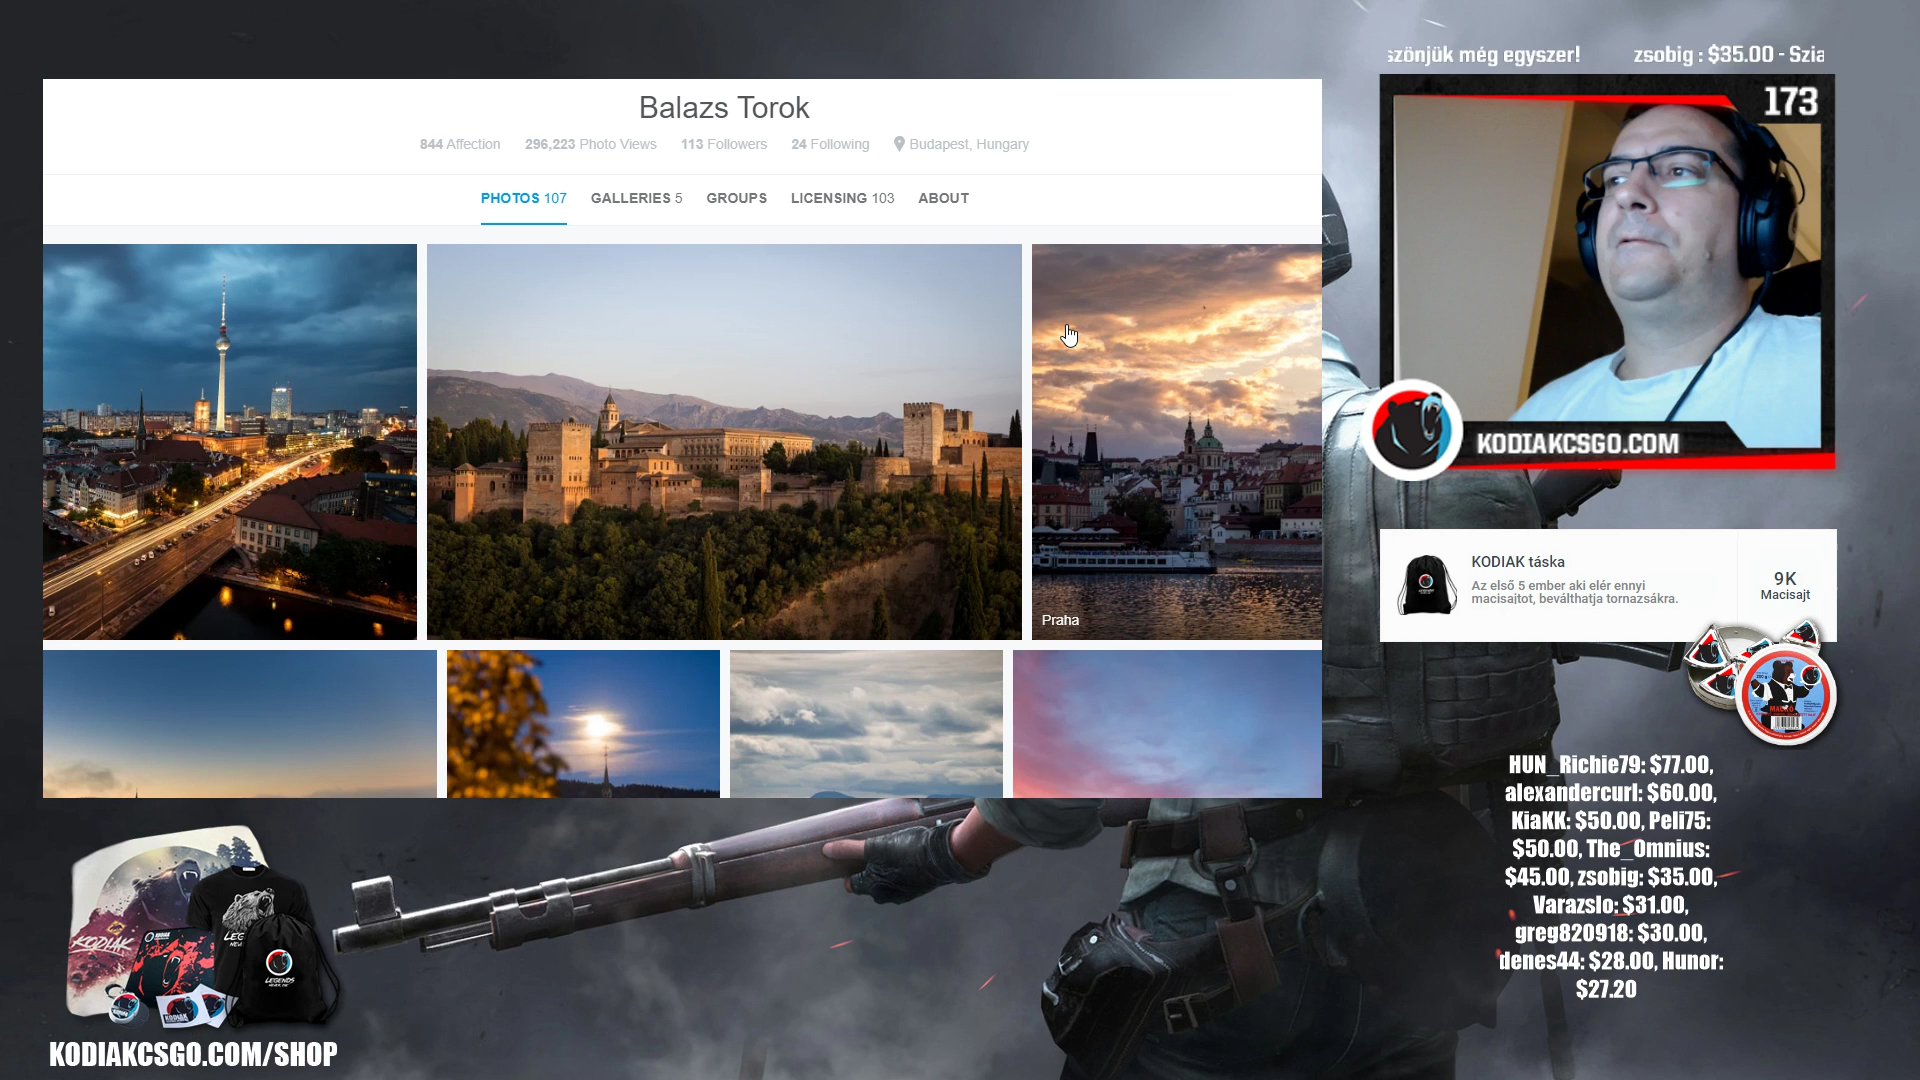 szönjük még egyszer! zsobig : $35.00 - Szia
Balazs Torok
844 Affection 296,223 Photo Views 113 Followers 24 Following Budapest, Hungary
PHOTOS 107 GALLERIES 5 GROUPS LICENSING 103 ABOUT
Praha
173
KODIAKCSGO.COM
KODIAK táska
Az első 5 ember aki elér ennyi
macisajtot, beválthatja tornazsákra.
9K
Macisajt
HUN_Richie79: $77.00,
alexandercurl: $60.00,
KiaKK: $50.00, Peli75:
$50.00, The_Omnius:
$45.00, zsobig: $35.00,
Varazslo: $31.00,
greg820918: $30.00,
denes44: $28.00, Hunor:
$27.20
KODIAK
KODIAK
LEGENDS
KODIAK
KODIAKCSGO.COM/SHOP